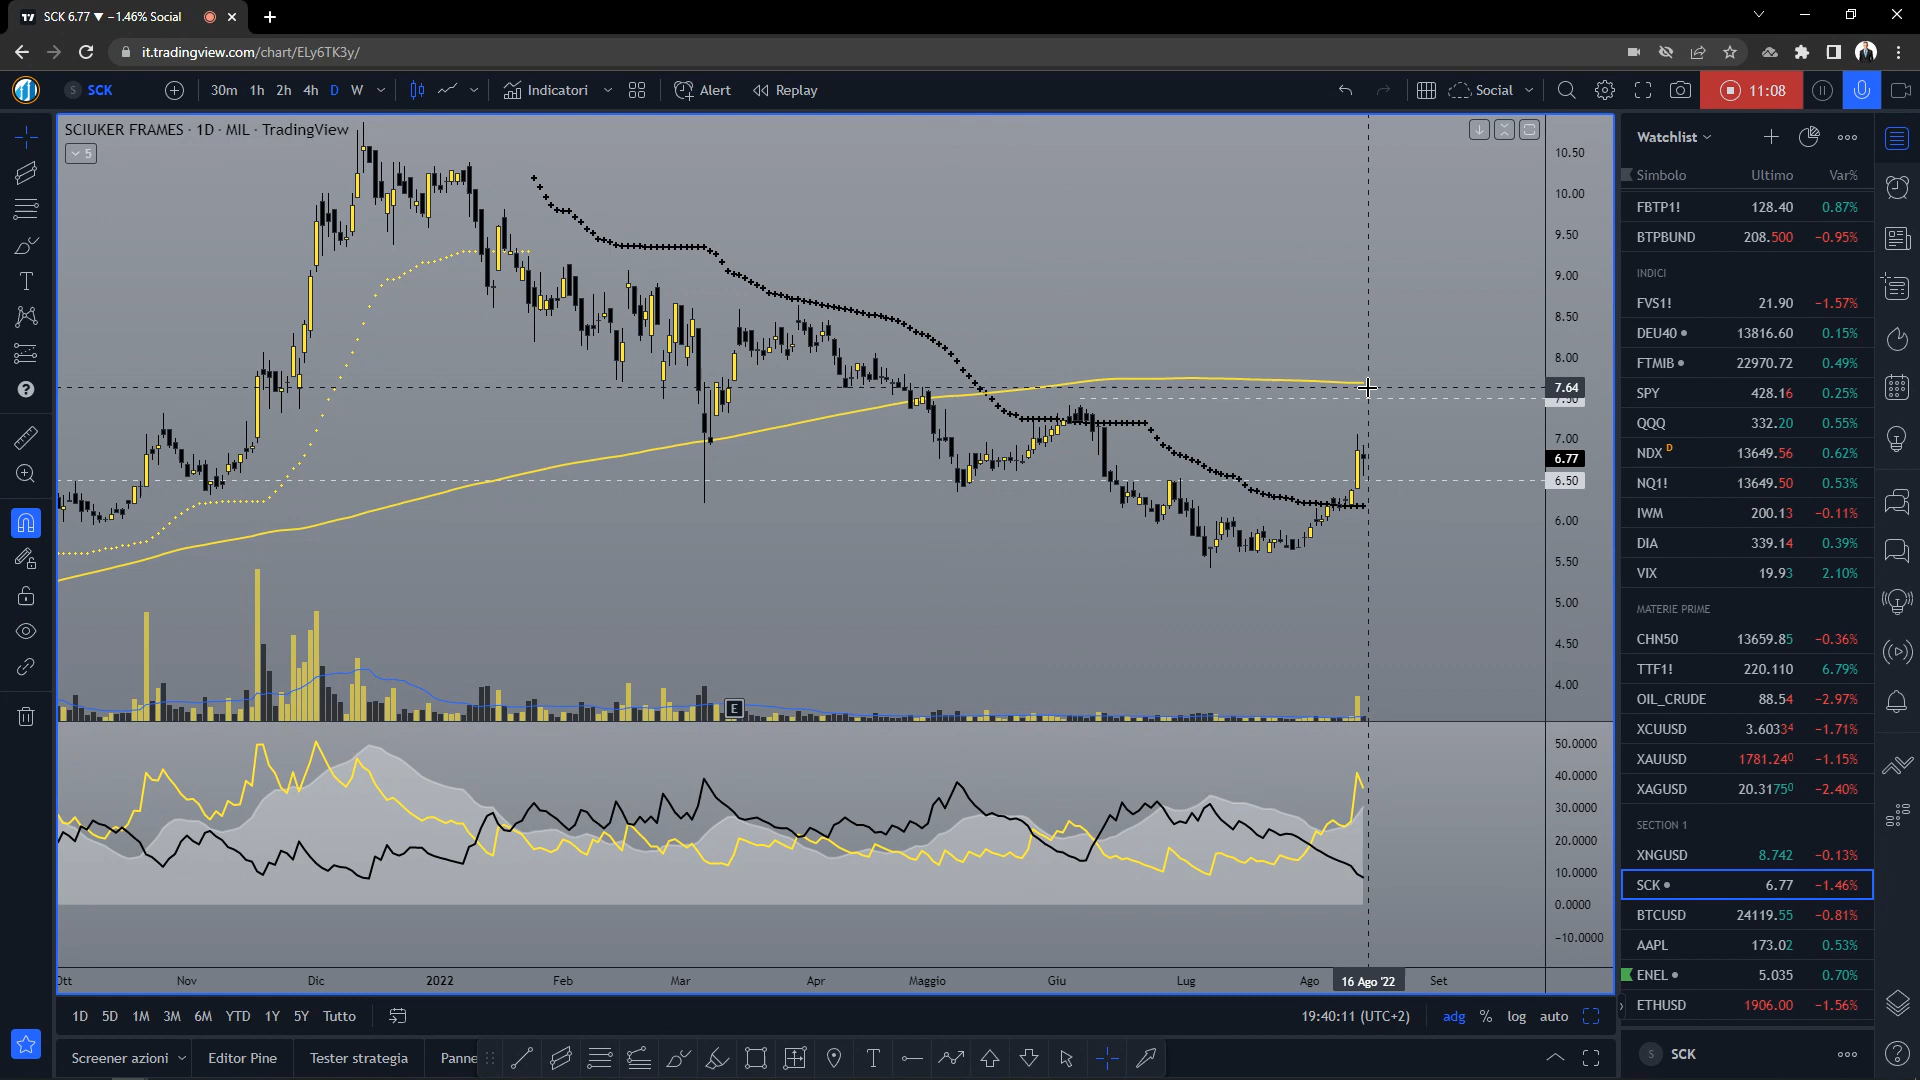 SCK 6.77 ▼ −1.46% Social
it.tradingview.com/chart/ELy6TK3y/
S SCK 30m 1h 2h 4h D W Indicatori Alert Replay Social 11:08
SCIUKER FRAMES · 1D · MIL · TradingView
5
10.50
10.00
9.50
9.00
8.50
8.00
7.64
7.50
7.00
6.77
6.50
6.00
5.50
5.00
4.50
4.00
E
50.0000
40.0000
30.0000
20.0000
10.0000
0.0000
−10.0000
Ott Nov Dic 2022 Feb Mar Apr Maggio Giu Lug Ago 16 Ago '22 Set
1D 5D 1M 3M 6M YTD 1Y 5Y Tutto 19:40:11 (UTC+2) adg % log auto
Screener azioni Editor Pine Tester strategia Panne
Watchlist
Simbolo Ultimo Var%
FBTP1! 128.40 0.87%
BTPBUND 208.500 −0.95%
INDICI
FVS1! 21.90 −1.57%
DEU40 13816.60 0.15%
FTMIB 22970.72 0.49%
SPY 428.16 0.25%
QQQ 332.20 0.55%
NDX D 13649.56 0.62%
NQ1! 13649.50 0.53%
IWM 200.13 −0.11%
DIA 339.14 0.39%
VIX 19.93 2.10%
MATERIE PRIME
CHN50 13659.85 −0.36%
TTF1! 220.110 6.79%
OIL_CRUDE 88.54 −2.97%
XCUUSD 3.60334 −1.71%
XAUUSD 1781.240 −1.15%
XAGUSD 20.31750 −2.40%
SECTION 1
XNGUSD 8.742 −0.13%
SCK 6.77 −1.46%
BTCUSD 24119.55 −0.81%
AAPL 173.02 0.53%
ENEL 5.035 0.70%
ETHUSD 1906.00 −1.56%
S SCK